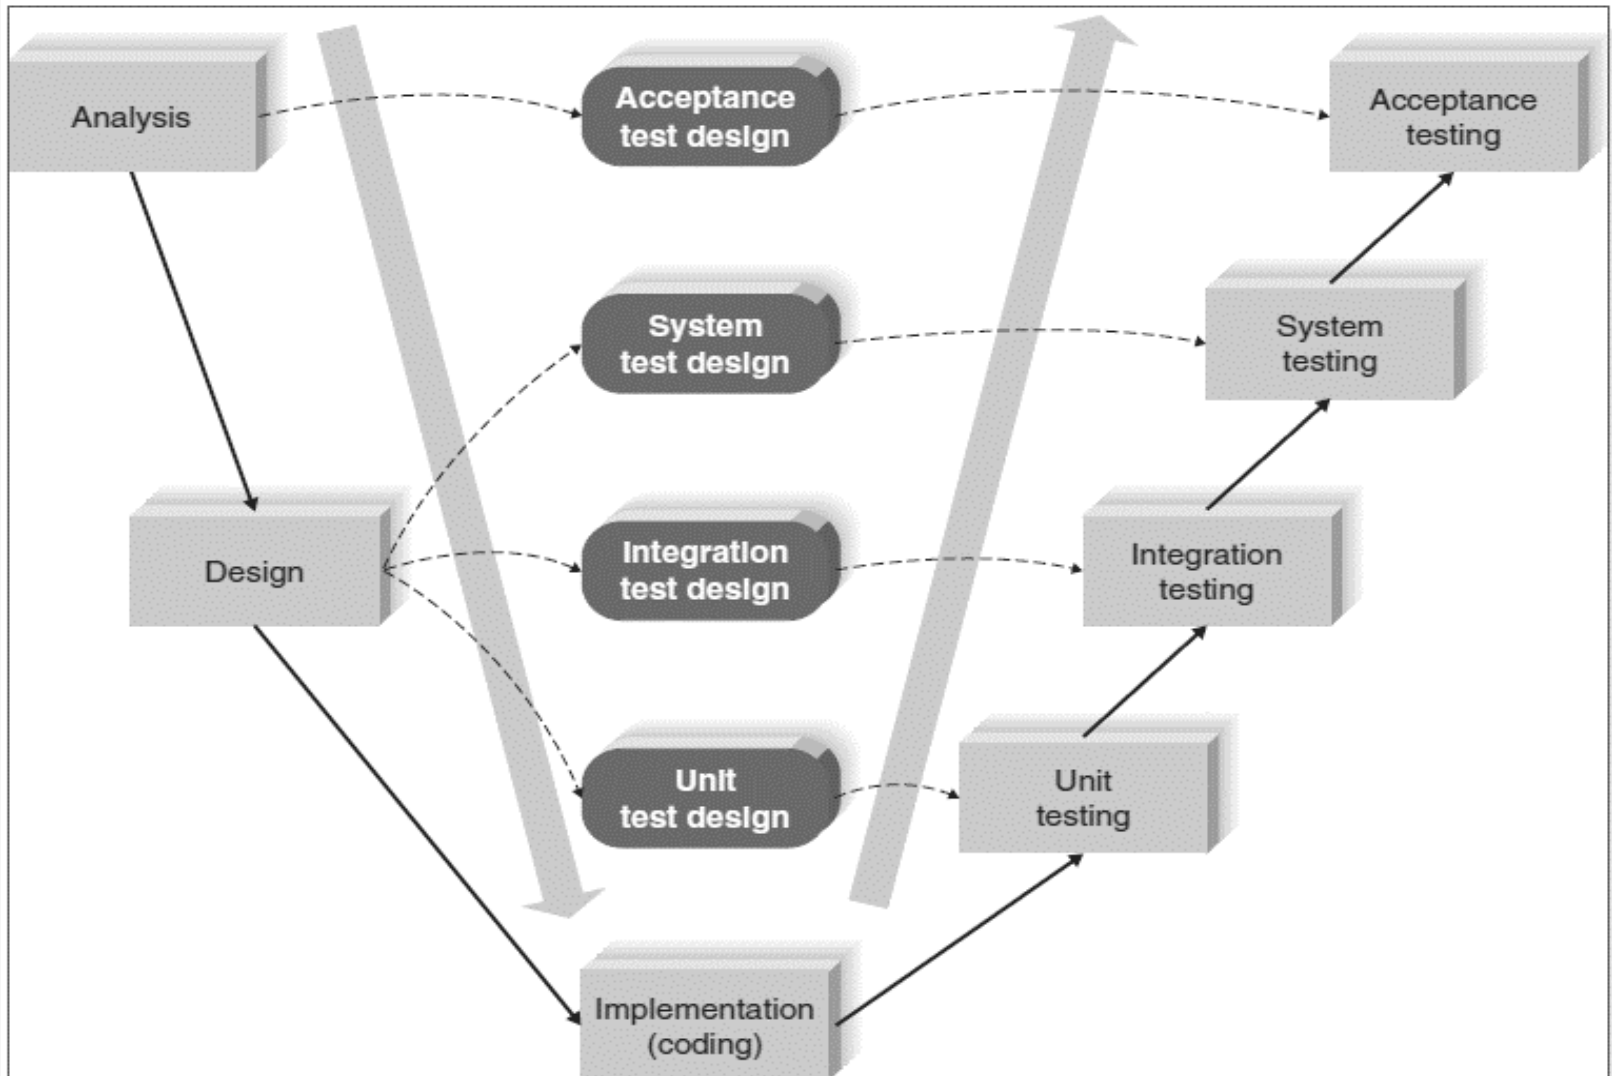 Analysis
Acceptance
test design
Acceptance
testing
System
test design
System
testing
Design
Integration
test design
Integration
testing
Unit
test design
Unit
testing
Implementation
(coding)